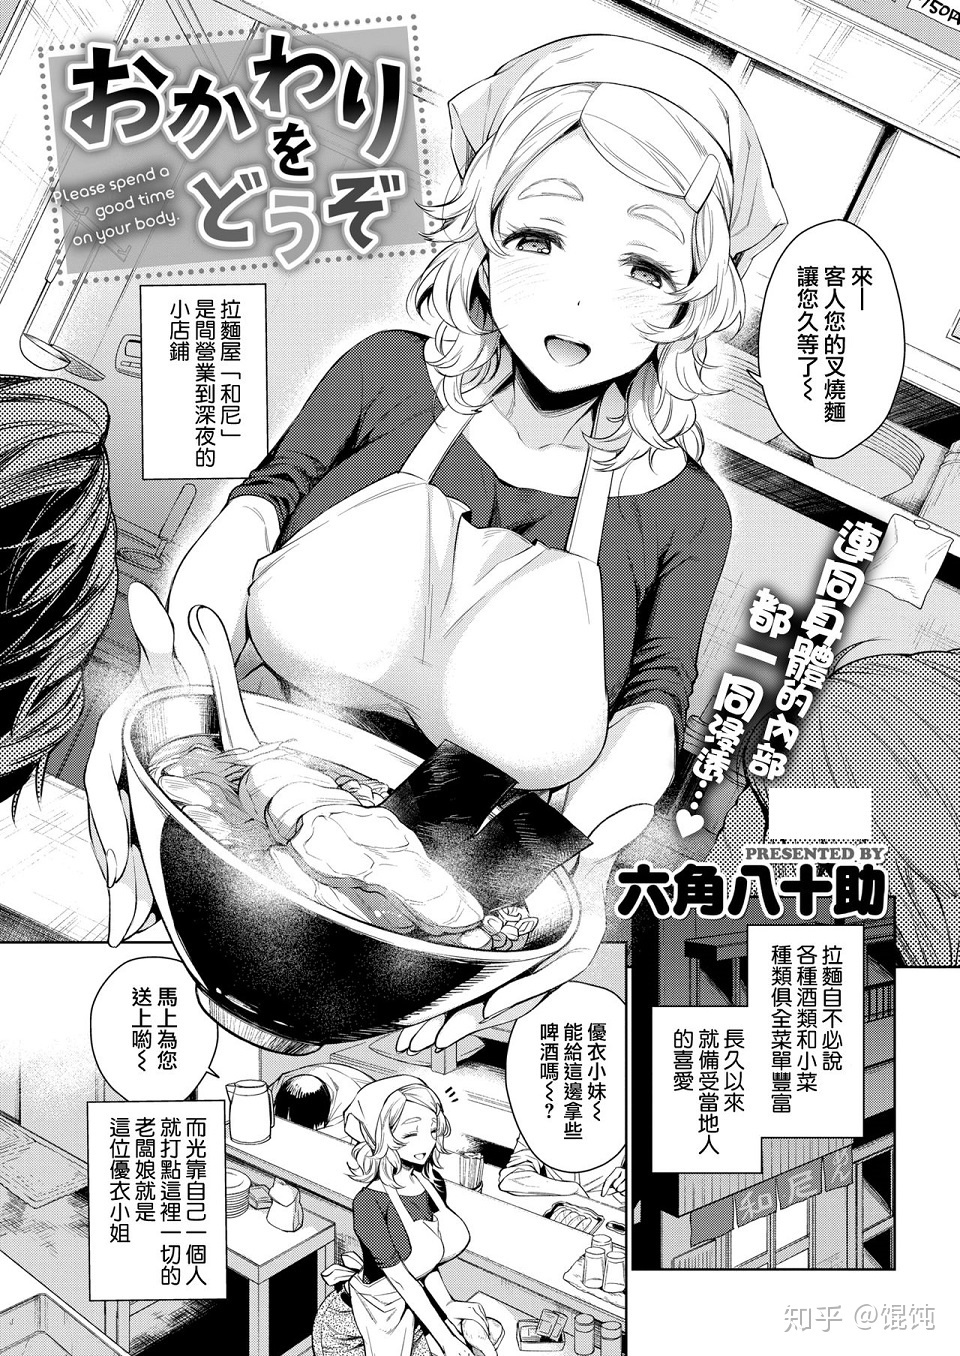 おかわりを
どうぞ
Please spend a
good time
on your body.
750円
來ー
客人您的叉燒麵
讓您久等了~
拉麵屋「和尼」
是間營業到深夜的
小店鋪
連同身體的內部
都一同浸透…♥
PRESENTED BY
六角八十助
拉麵自不必說
各種酒類和小菜
種類俱全菜單豐富
長久以來
就備受當地人
的喜愛
和尼
優衣小妹~
能給這邊拿些
啤酒嗎~?
馬上為您
送上喲~
而光靠自己一個人
就打點這裡一切的
老闆娘就是
這位優衣小姐
知乎 @馄饨